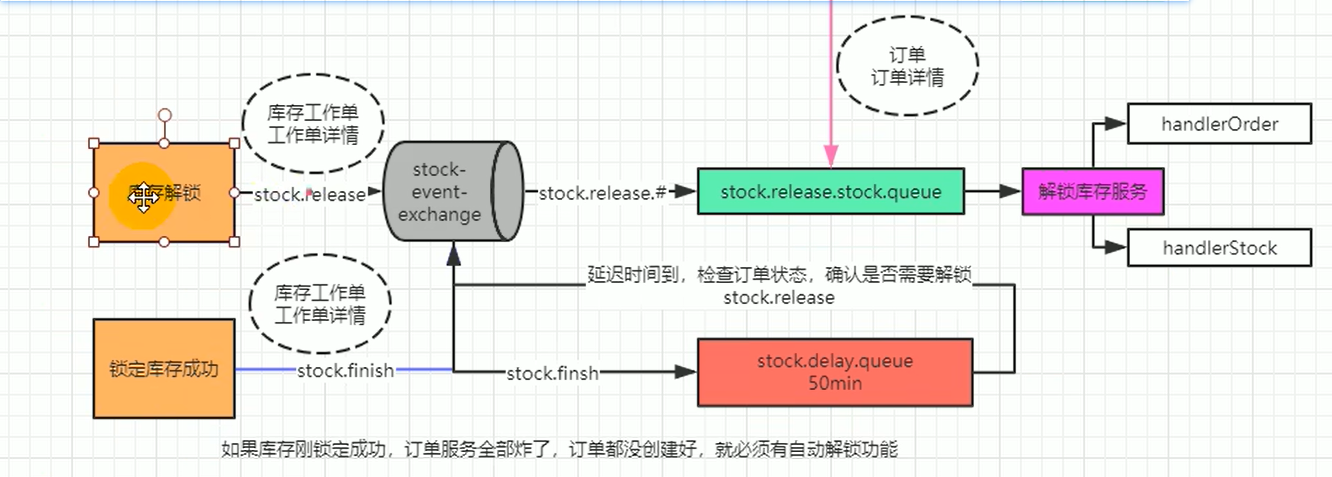 订单
订单详情
库存工作单
工作单详情
handlerOrder
库存解锁
stock.release
stock-
event-
exchange
stock.release.#
stock.release.stock.queue
解锁库存服务
handlerStock
延迟时间到，检查订单状态，确认是否需要解锁
stock.release
库存工作单
工作单详情
锁定库存成功
stock.finish
stock.finsh
stock.delay.queue
50min
如果库存刚锁定成功，订单服务全部炸了，订单都没创建好，就必须有自动解锁功能